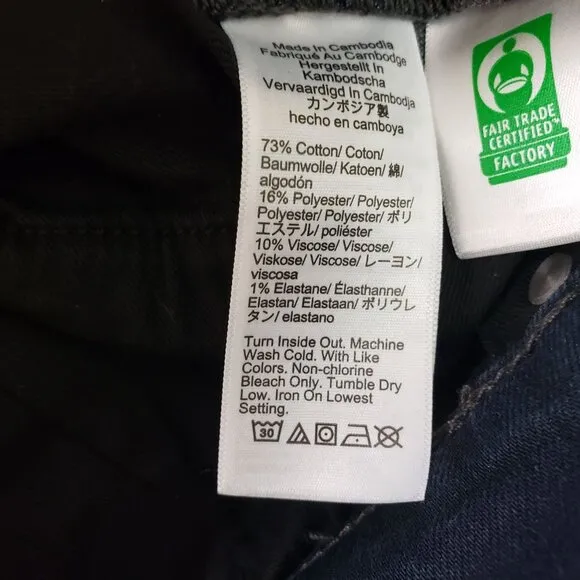 Made In Cambodia
Fabriqué Au Cambodge
Hergestellt In
Kambodscha
Vervaardigd In Cambodja
カンボジア製
hecho en camboya
73% Cotton/ Coton/
Baumwolle/ Katoen/ 綿/
algodón
16% Polyester/ Polyester/
Polyester/ Polyester/ ポリ
エステル/ poliéster
10% Viscose/ Viscose/
Viskose/ Viscose/ レーヨン/
viscosa
1% Elastane/ Élasthanne/
Elastan/ Elastaan/ ポリウレ
タン/ elastano
Turn Inside Out. Machine
Wash Cold. With Like
Colors. Non-chlorine
Bleach Only. Tumble Dry
Low. Iron On Lowest
Setting.
30
FAIR TRADE
CERTIFIED™
FACTORY